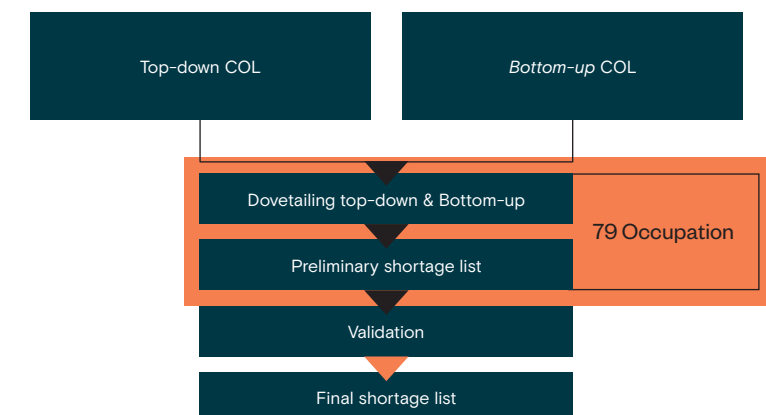 Top-down COL
Bottom-up COL
Dovetailing top-down & Bottom-up
79 Occupation
Preliminary shortage list
Validation
Final shortage list